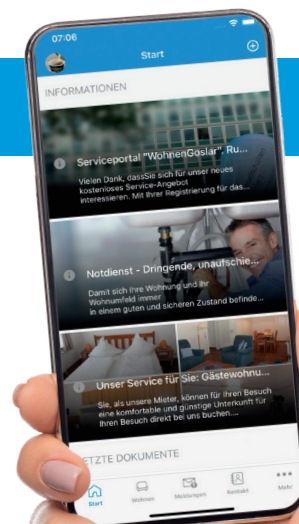 07:06
Start
INFORMATIONEN
Serviceportal "WohnenGoslar". Ru...
Vielen Dank, dassSie sich für unser neues
kostenloses Service-Angebot
interessieren. Mit Ihrer Registrierung für das...
Notdienst - Dringende, unaufschie...
Damit sich Ihre Wohnung und Ihr
Wohnumfeld immer
in einem guten und sicheren Zustand befinde...
Unser Service für Sie: Gästewohnu...
Sie, als unsere Mieter, können für Ihren Besuch
eine komfortable und günstige Unterkunft für
Ihren Besuch direkt bei uns buchen....
ETZTE DOKUMENTE
Start Wohnen Meldungen Kontakt Mehr